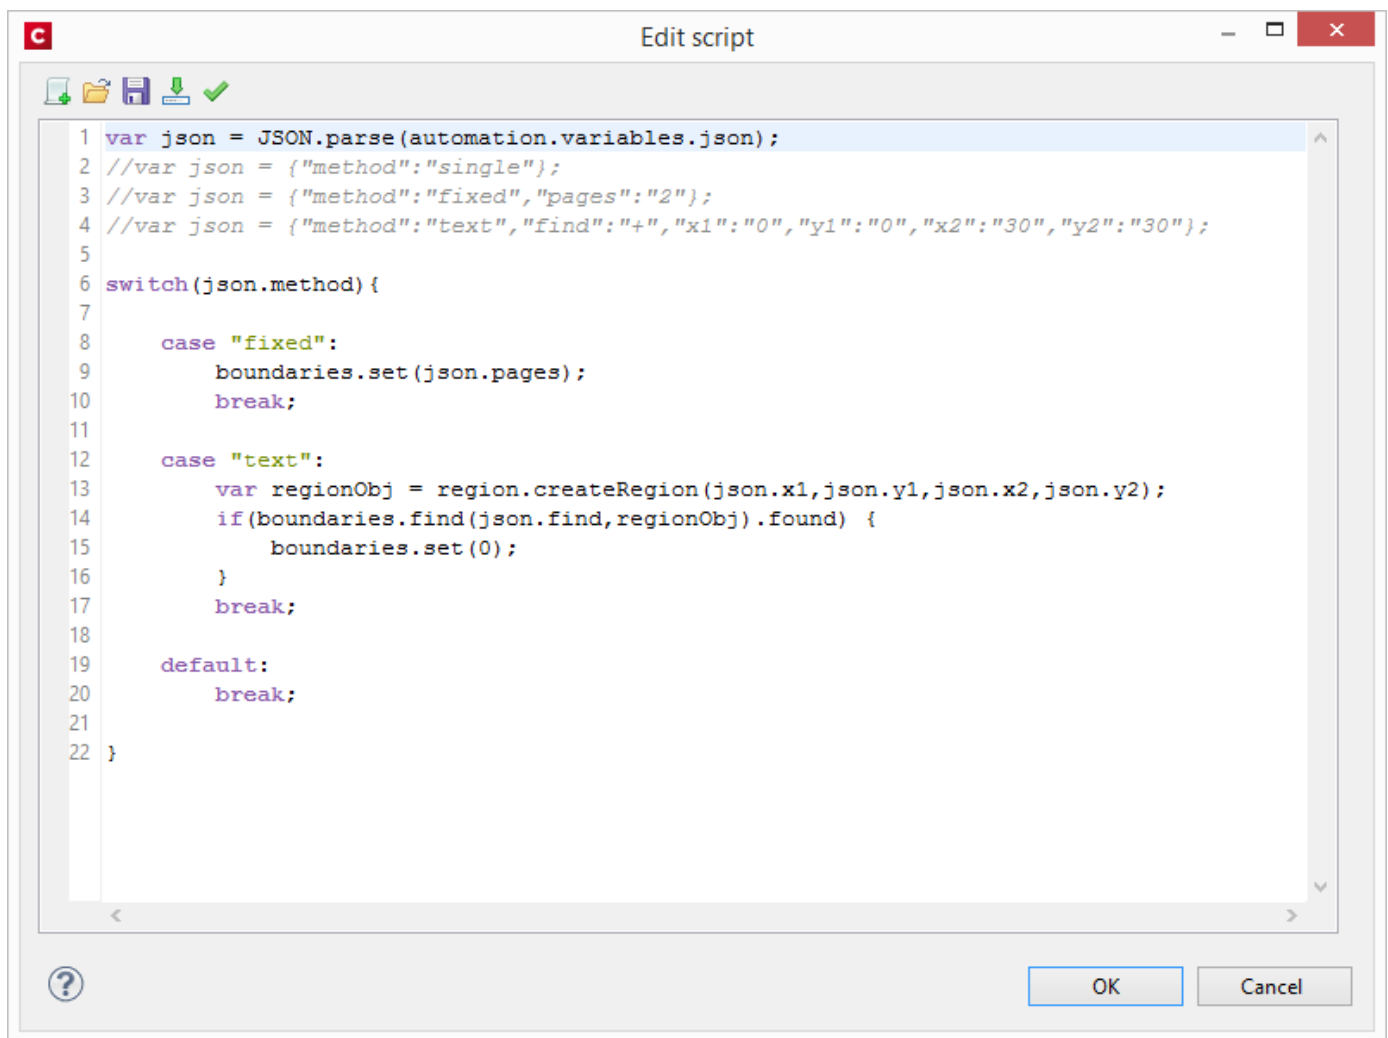 C
Edit script
1 var json = JSON.parse(automation.variables.json);
2 //var json = {"method":"single"};
3 //var json = {"method":"fixed","pages":"2"};
4 //var json = {"method":"text","find":"+","x1":"0","y1":"0","x2":"30","y2":"30"};
5
6 switch(json.method){
7
8     case "fixed":
9         boundaries.set(json.pages);
10         break;
11
12     case "text":
13         var regionObj = region.createRegion(json.x1,json.y1,json.x2,json.y2);
14         if(boundaries.find(json.find,regionObj).found) {
15             boundaries.set(0);
16         }
17         break;
18
19     default:
20         break;
21
22 }
?
OK
Cancel